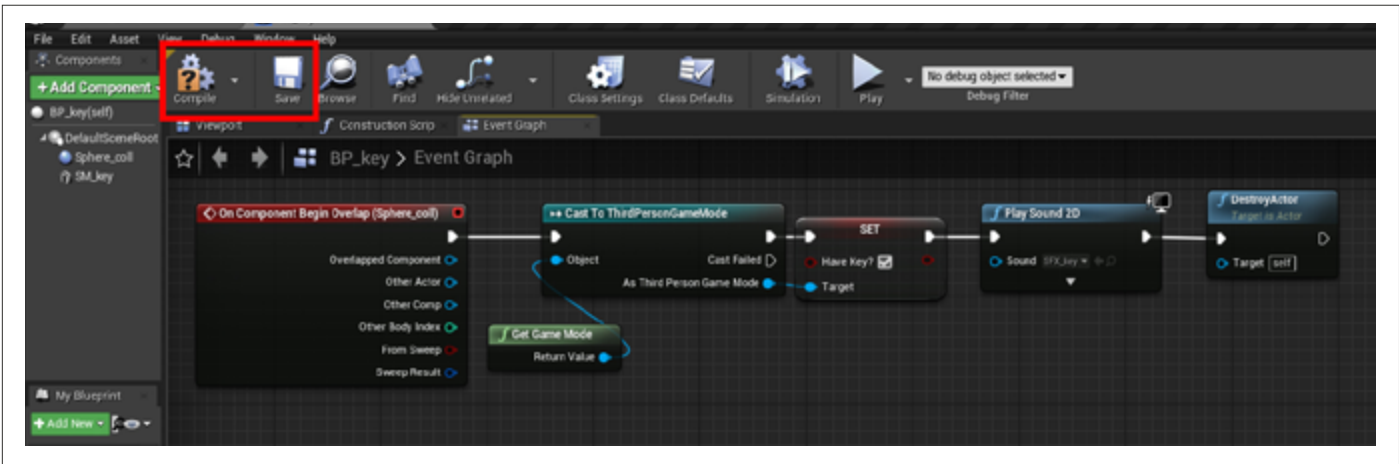 File Edit Asset View Debug Window Help
Components
+Add Component
BP_key(self)
DefaultSceneRoot
Sphere_coll
SM_key
Compile Save Browse Find Hide Unrelated Class Settings Class Defaults Simulation Play
No debug object selected
Debug Filter
Viewport Construction Scrip Event Graph
BP_key > Event Graph
On Component Begin Overlap (Sphere_coll)
Overlapped Component
Other Actor
Other Comp
Other Body Index
From Sweep
Sweep Result
Cast To ThirdPersonGameMode
Object Cast Failed
As Third Person Game Mode
Get Game Mode
Return Value
SET
Have Key?
Target
Play Sound 2D
Sound SFX_key
DestroyActor
Target is Actor
Target self
My Blueprint
+Add New